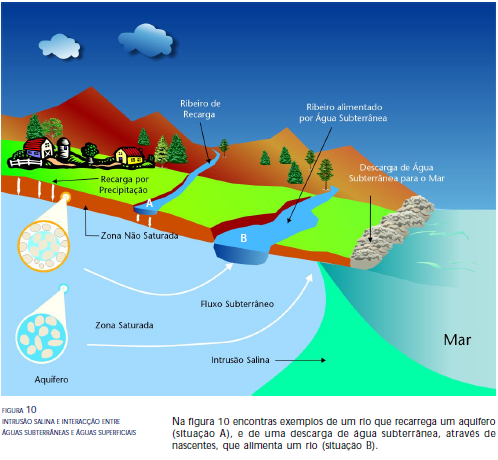 Ribeiro de
Recarga
Ribeiro alimentado
por Água Subterrânea
Descarga de Água
Subterrânea para o Mar
Recarga por
Precipitação
A
Zona Não Saturada
B
Fluxo Subterrâneo
Zona Saturada
Mar
Intrusão Salina
Aquífero
FIGURA 10
INTRUSÃO SALINA E INTERACÇÃO ENTRE
ÁGUAS SUBTERRÂNEAS E ÁGUAS SUPERFICIAIS
Na figura 10 encontras exemplos de um rio que recarrega um aquífero
(situação A), e de uma descarga de água subterrânea, através de
nascentes, que alimenta um rio (situação B).